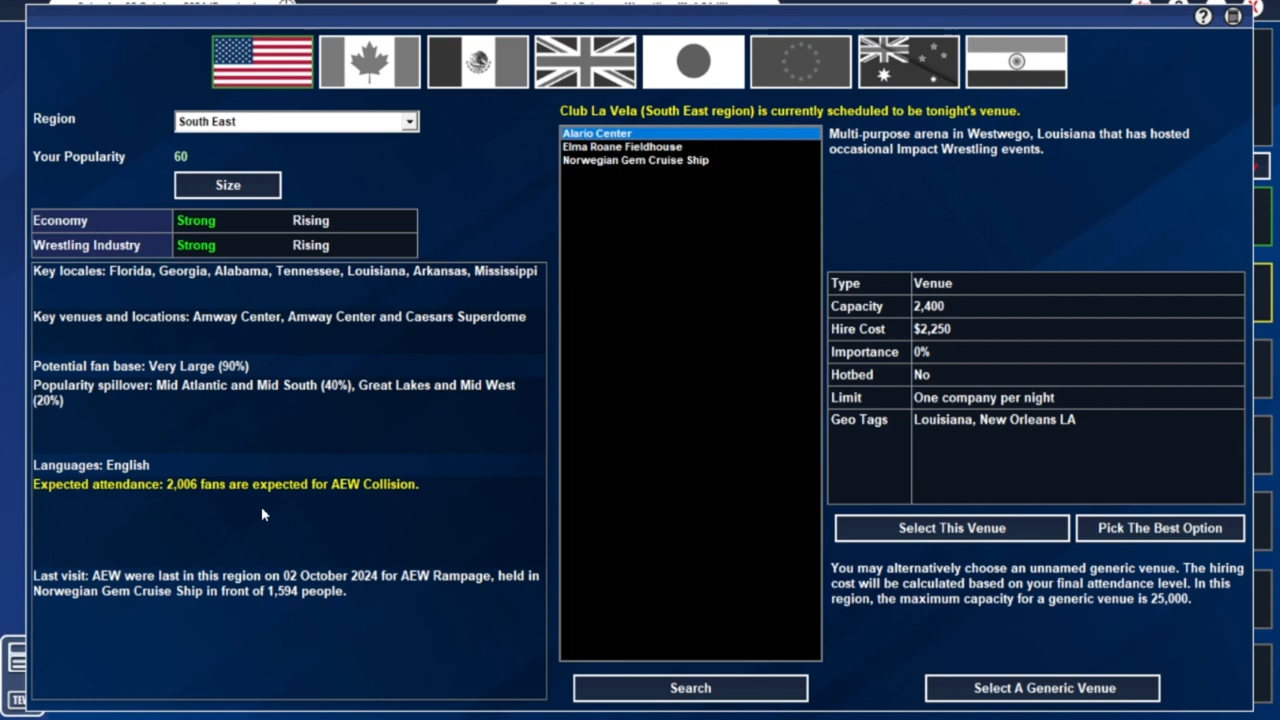 Region
South East
Your Popularity
60
Size
Economy Strong Rising
Wrestling Industry Strong Rising
Key locales: Florida, Georgia, Alabama, Tennessee, Louisiana, Arkansas, Mississippi
Key venues and locations: Amway Center, Amway Center and Caesars Superdome
Potential fan base: Very Large (90%)
Popularity spillover: Mid Atlantic and Mid South (40%), Great Lakes and Mid West
(20%)
Languages: English
Expected attendance: 2,006 fans are expected for AEW Collision.
Last visit: AEW were last in this region on 02 October 2024 for AEW Rampage, held in
Norwegian Gem Cruise Ship in front of 1,594 people.
Club La Vela (South East region) is currently scheduled to be tonight's venue.
Alario Center
Elma Roane Fieldhouse
Norwegian Gem Cruise Ship
Search
Multi-purpose arena in Westwego, Louisiana that has hosted
occasional Impact Wrestling events.
Type Venue
Capacity 2,400
Hire Cost $2,250
Importance 0%
Hotbed No
Limit One company per night
Geo Tags Louisiana, New Orleans LA
Select This Venue
Pick The Best Option
You may alternatively choose an unnamed generic venue. The hiring
cost will be calculated based on your final attendance level. In this
region, the maximum capacity for a generic venue is 25,000.
Select A Generic Venue